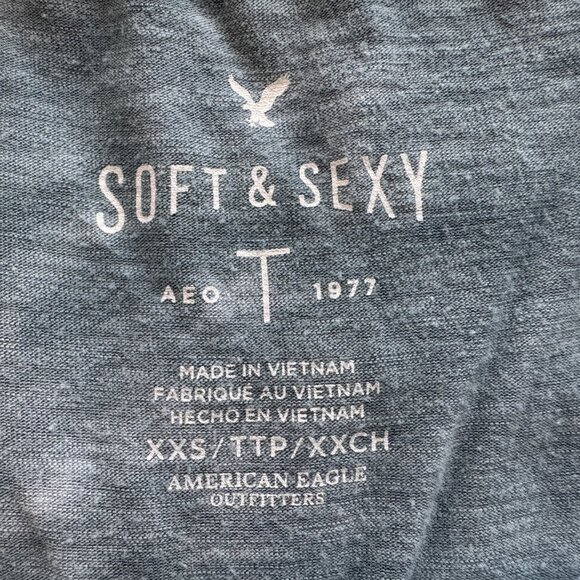 SOFT & SEXY
AEO T 1977
MADE IN VIETNAM
FABRIQUÉ AU VIETNAM
HECHO EN VIETNAM
XXS/TTP/XXCH
AMERICAN EAGLE
OUTFITTERS